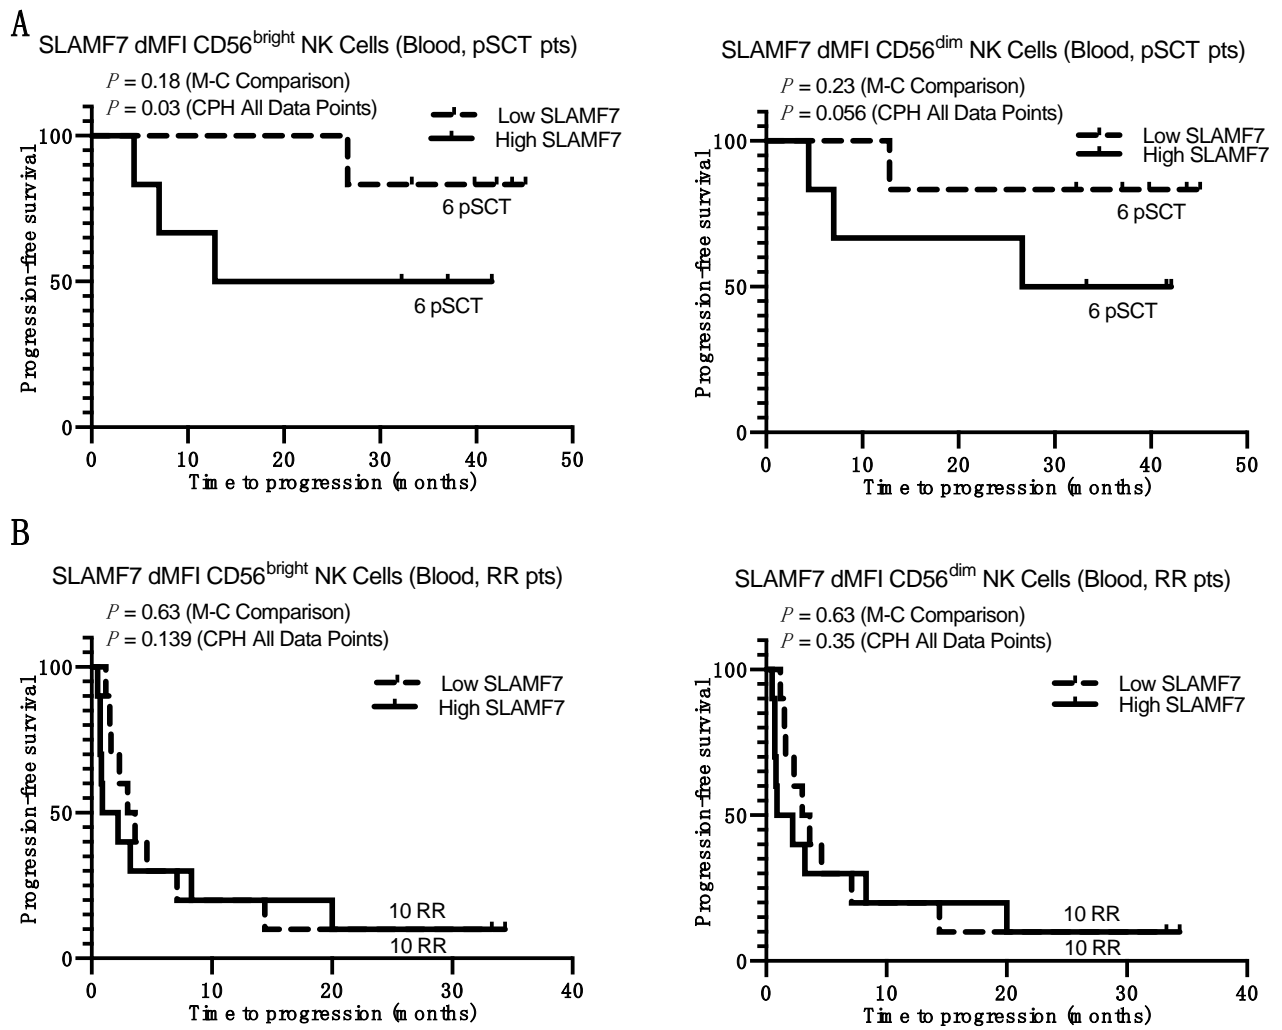 A
SLAMF7 dMFI CD56bright NK Cells (Blood, pSCT pts)
P = 0.18 (M-C Comparison)
P = 0.03 (CPH All Data Points)
Low SLAMF7
High SLAMF7
Progression-free survival
100
50
0
6 pSCT
6 pSCT
0 10 20 30 40 50
Time to progression (months)
SLAMF7 dMFI CD56dim NK Cells (Blood, pSCT pts)
P = 0.23 (M-C Comparison)
P = 0.056 (CPH All Data Points)
Low SLAMF7
High SLAMF7
Progression-free survival
100
50
0
6 pSCT
6 pSCT
0 10 20 30 40 50
Time to progression (months)
B
SLAMF7 dMFI CD56bright NK Cells (Blood, RR pts)
P = 0.63 (M-C Comparison)
P = 0.139 (CPH All Data Points)
Low SLAMF7
High SLAMF7
Progression-free survival
100
50
0
10 RR
10 RR
0 10 20 30 40
Time to progression (months)
SLAMF7 dMFI CD56dim NK Cells (Blood, RR pts)
P = 0.63 (M-C Comparison)
P = 0.35 (CPH All Data Points)
Low SLAMF7
High SLAMF7
Progression-free survival
100
50
0
10 RR
10 RR
0 10 20 30 40
Time to progression (months)